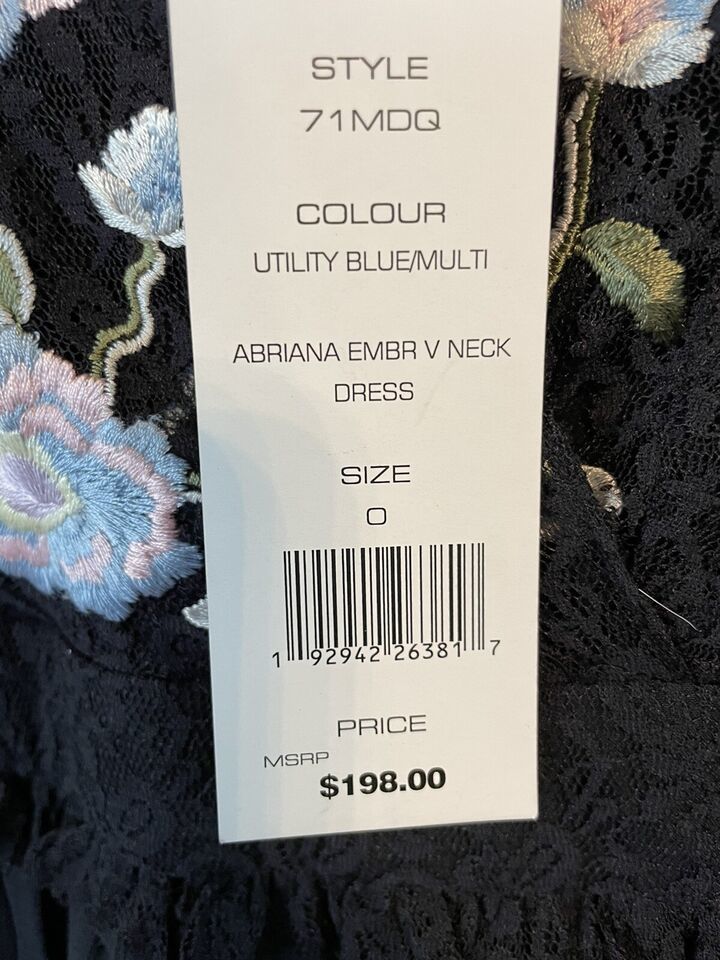 STYLE
71MDQ
COLOUR
UTILITY BLUE/MULTI
ABRIANA EMBR V NECK
DRESS
SIZE
0
1 92942 26381 7
PRICE
MSRP
$198.00